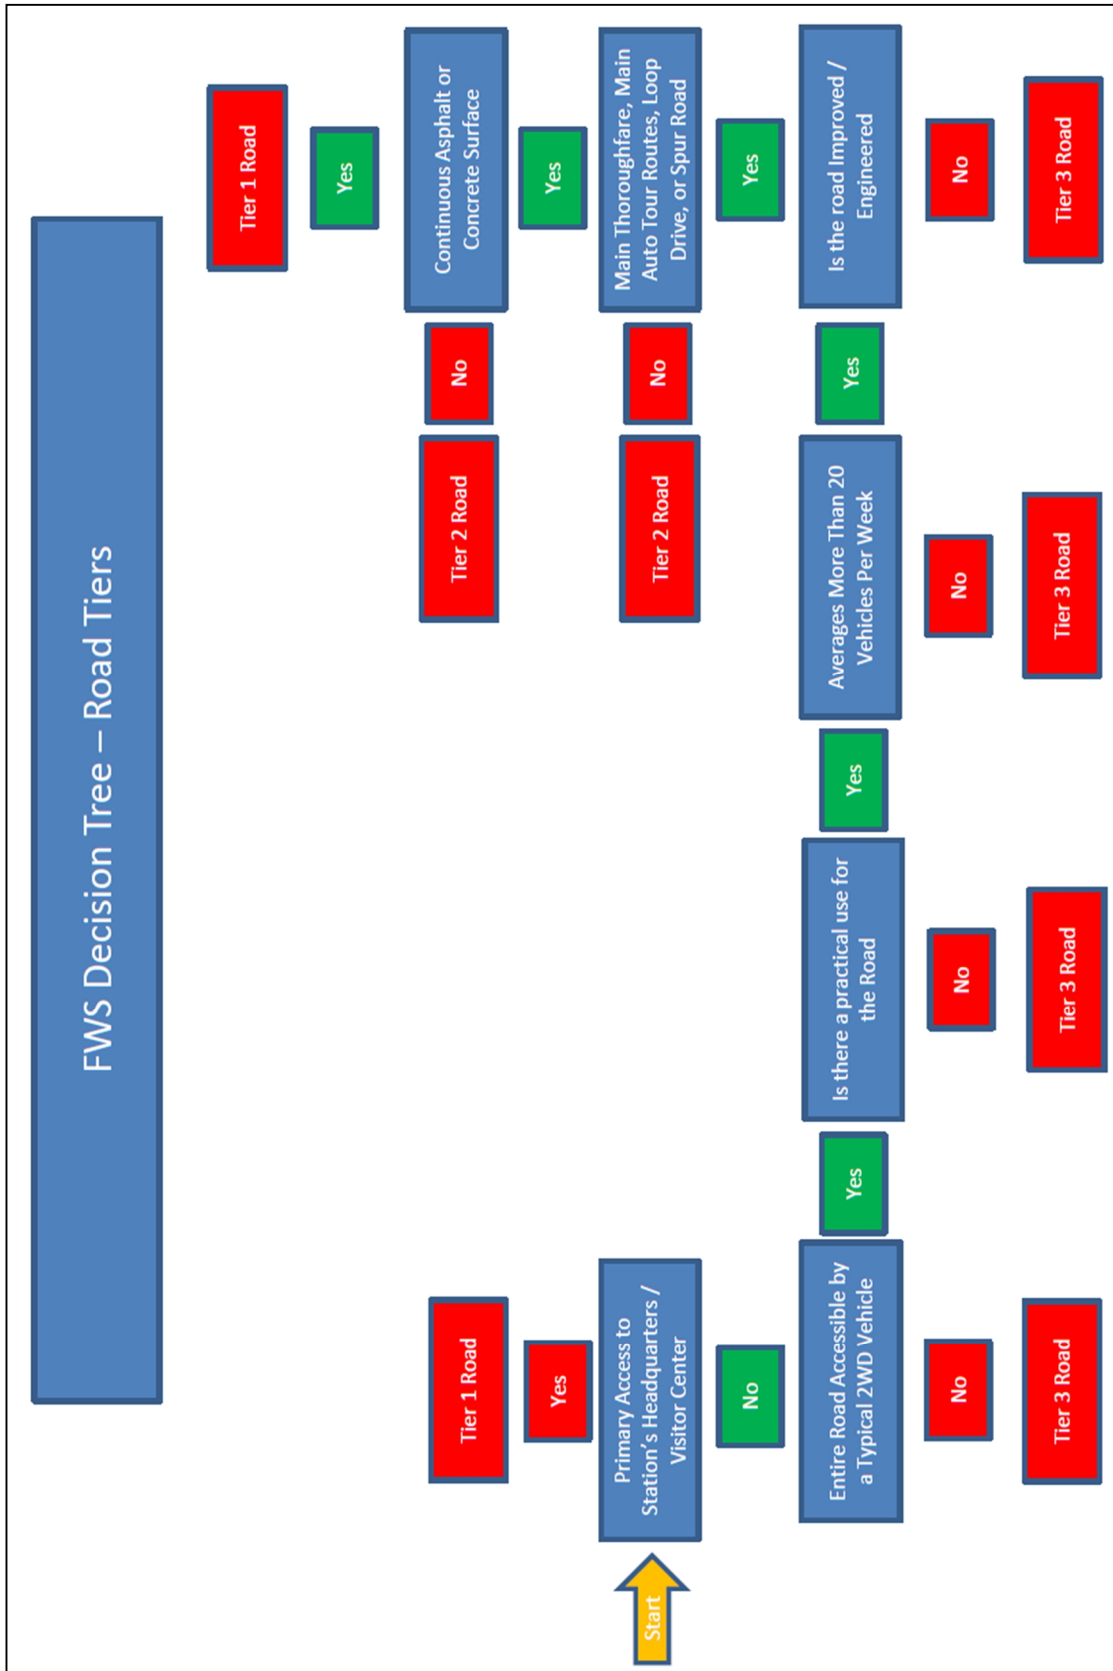 FWS Decision Tree – Road Tiers
Tier 1 Road
Yes
Continuous Asphalt or
Concrete Surface
No
Tier 2 Road
Yes
Tier 1 Road
Yes
Start
Primary Access to
Station's Headquarters /
Visitor Center
Tier 2 Road
No
Main Thoroughfare, Main
Auto Tour Routes, Loop
Drive, or Spur Road
No
Yes
Entire Road Accessible by
a Typical 2WD Vehicle
Yes
Is there a practical use for
the Road
Yes
Averages More Than 20
Vehicles Per Week
Yes
Is the road Improved /
Engineered
No
No
No
No
Tier 3 Road
Tier 3 Road
Tier 3 Road
Tier 3 Road